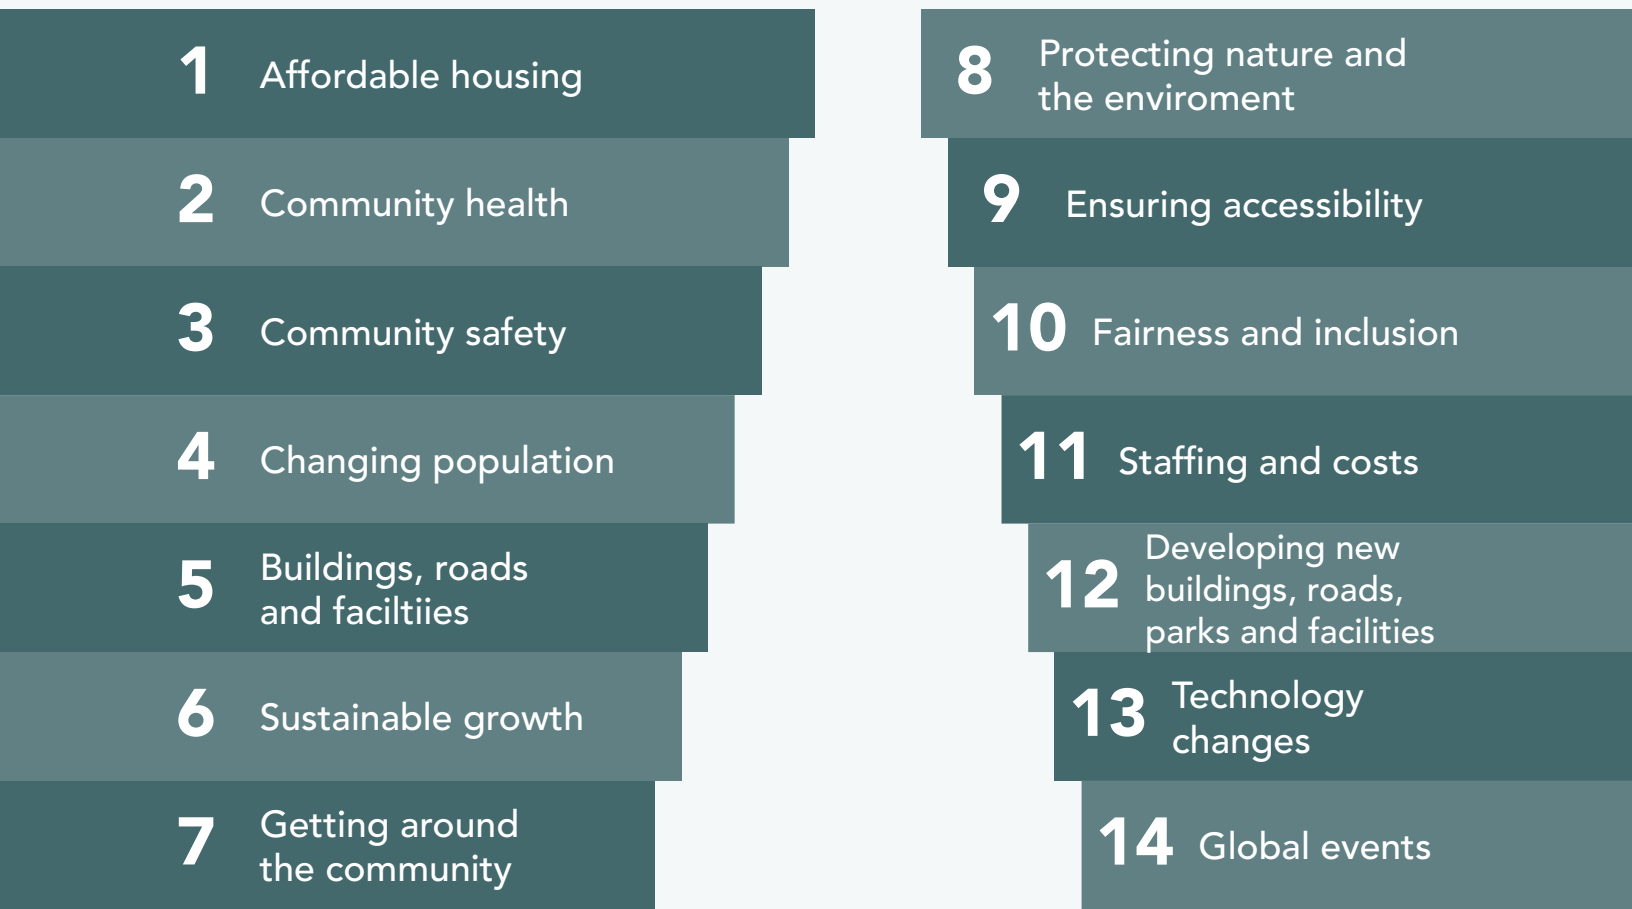 1 Affordable housing
2 Community health
3 Community safety
4 Changing population
5 Buildings, roads
and faciltiies
6 Sustainable growth
7 Getting around
the community
8 Protecting nature and
the enviroment
9 Ensuring accessibility
10 Fairness and inclusion
11 Staffing and costs
12 Developing new
buildings, roads,
parks and facilities
13 Technology
changes
14 Global events